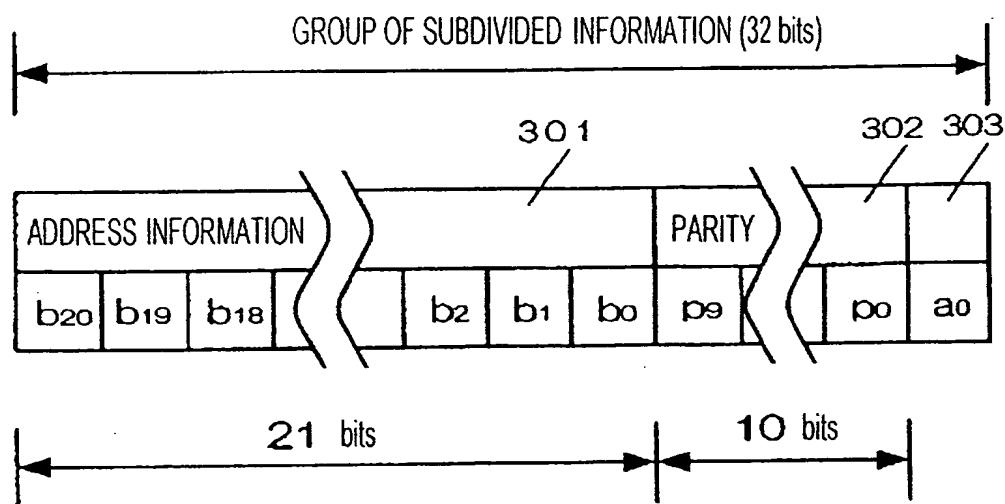 GROUP OF SUBDIVIDED INFORMATION (32 bits)
301 302 303
ADDRESS INFORMATION PARITY
b20 b19 b18 b2 b1 b0 p9 p0 a0
21 bits 10 bits